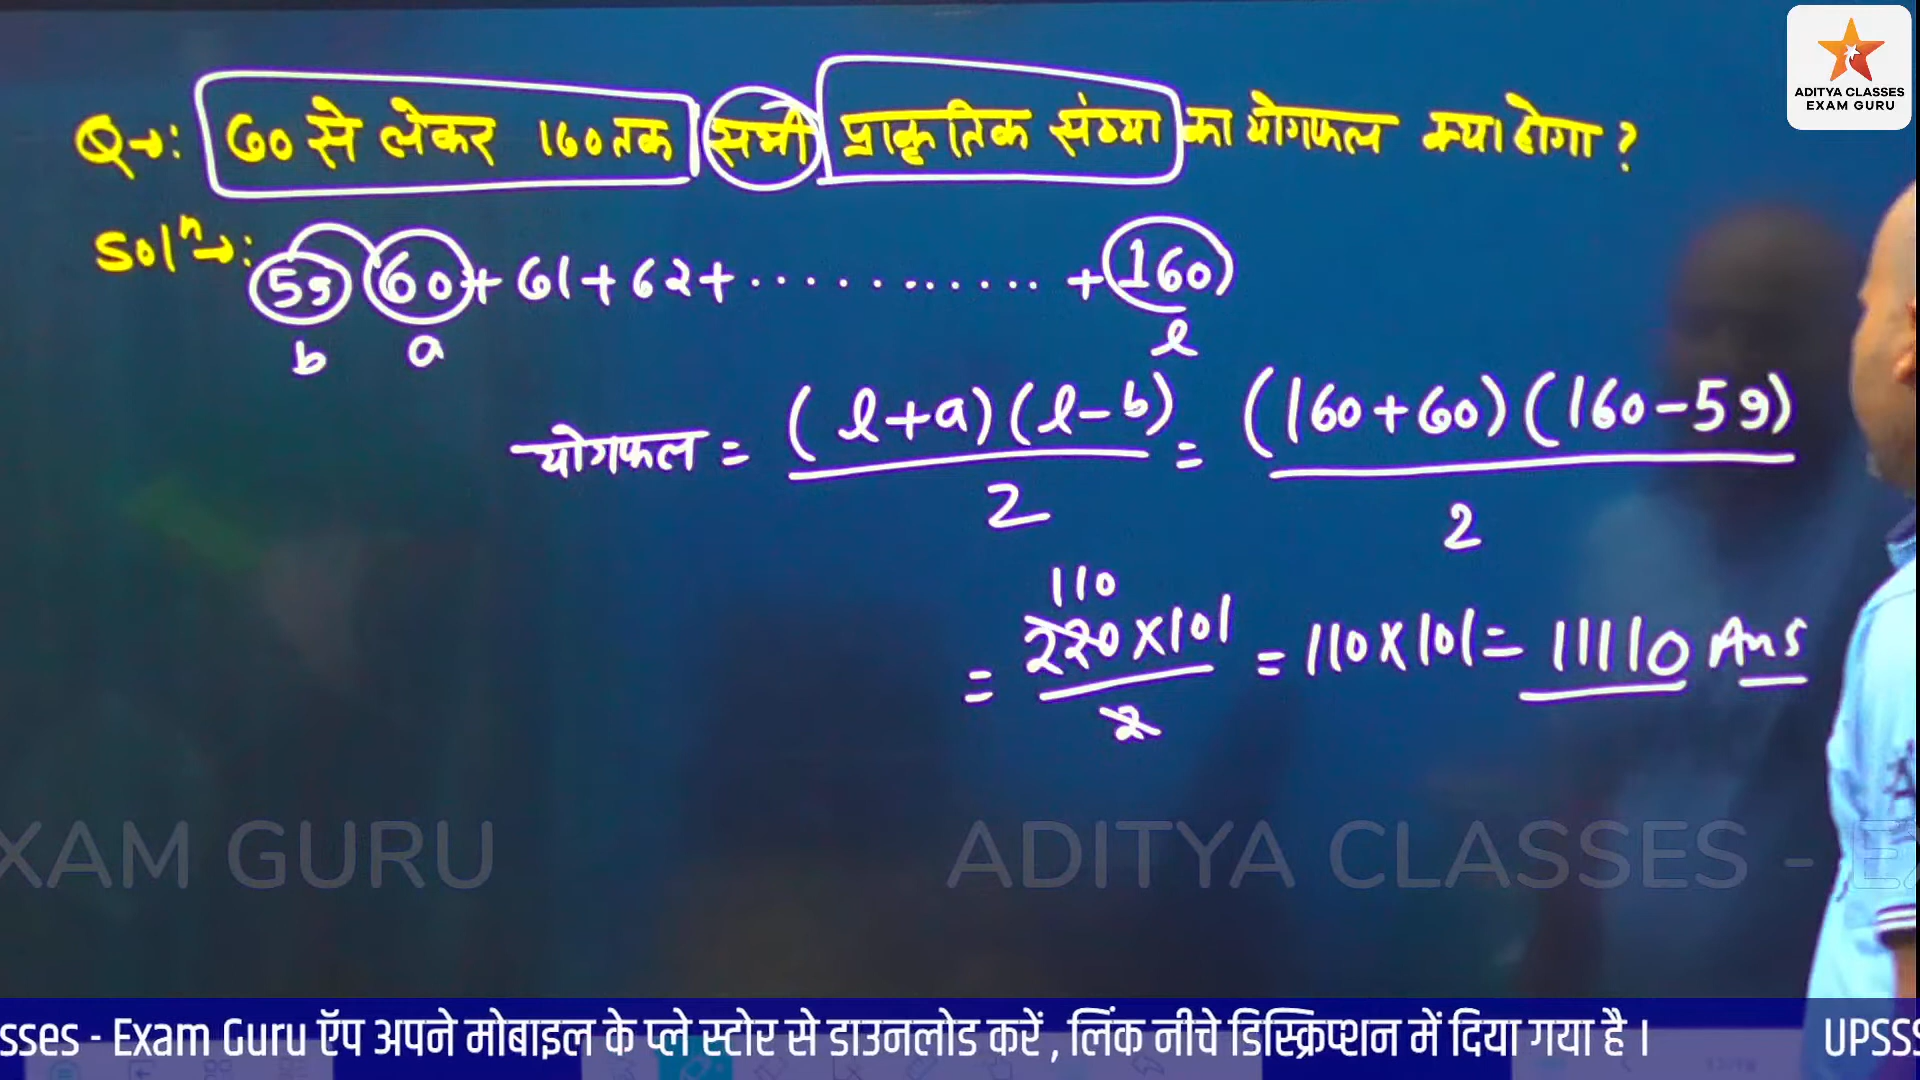 ADITYA CLASSES
EXAM GURU
Q→: 60 से लेकर 160 तक सभी प्राकृतिक संख्या का योगफल क्या होगा ?
Solⁿ→: 59 60 + 61 + 62 + ............ + 160
b a l
योगफल = (l+a)(l-b) / 2 = (160+60)(160-59) / 2
110
= 220 × 101 / 2 = 110 × 101 = 11110 Ans
XAM GURU ADITYA CLASSES - EX
sses - Exam Guru ऍप अपने मोबाइल के प्ले स्टोर से डाउनलोड करें , लिंक नीचे डिस्क्रिप्शन में दिया गया है । UPSSS